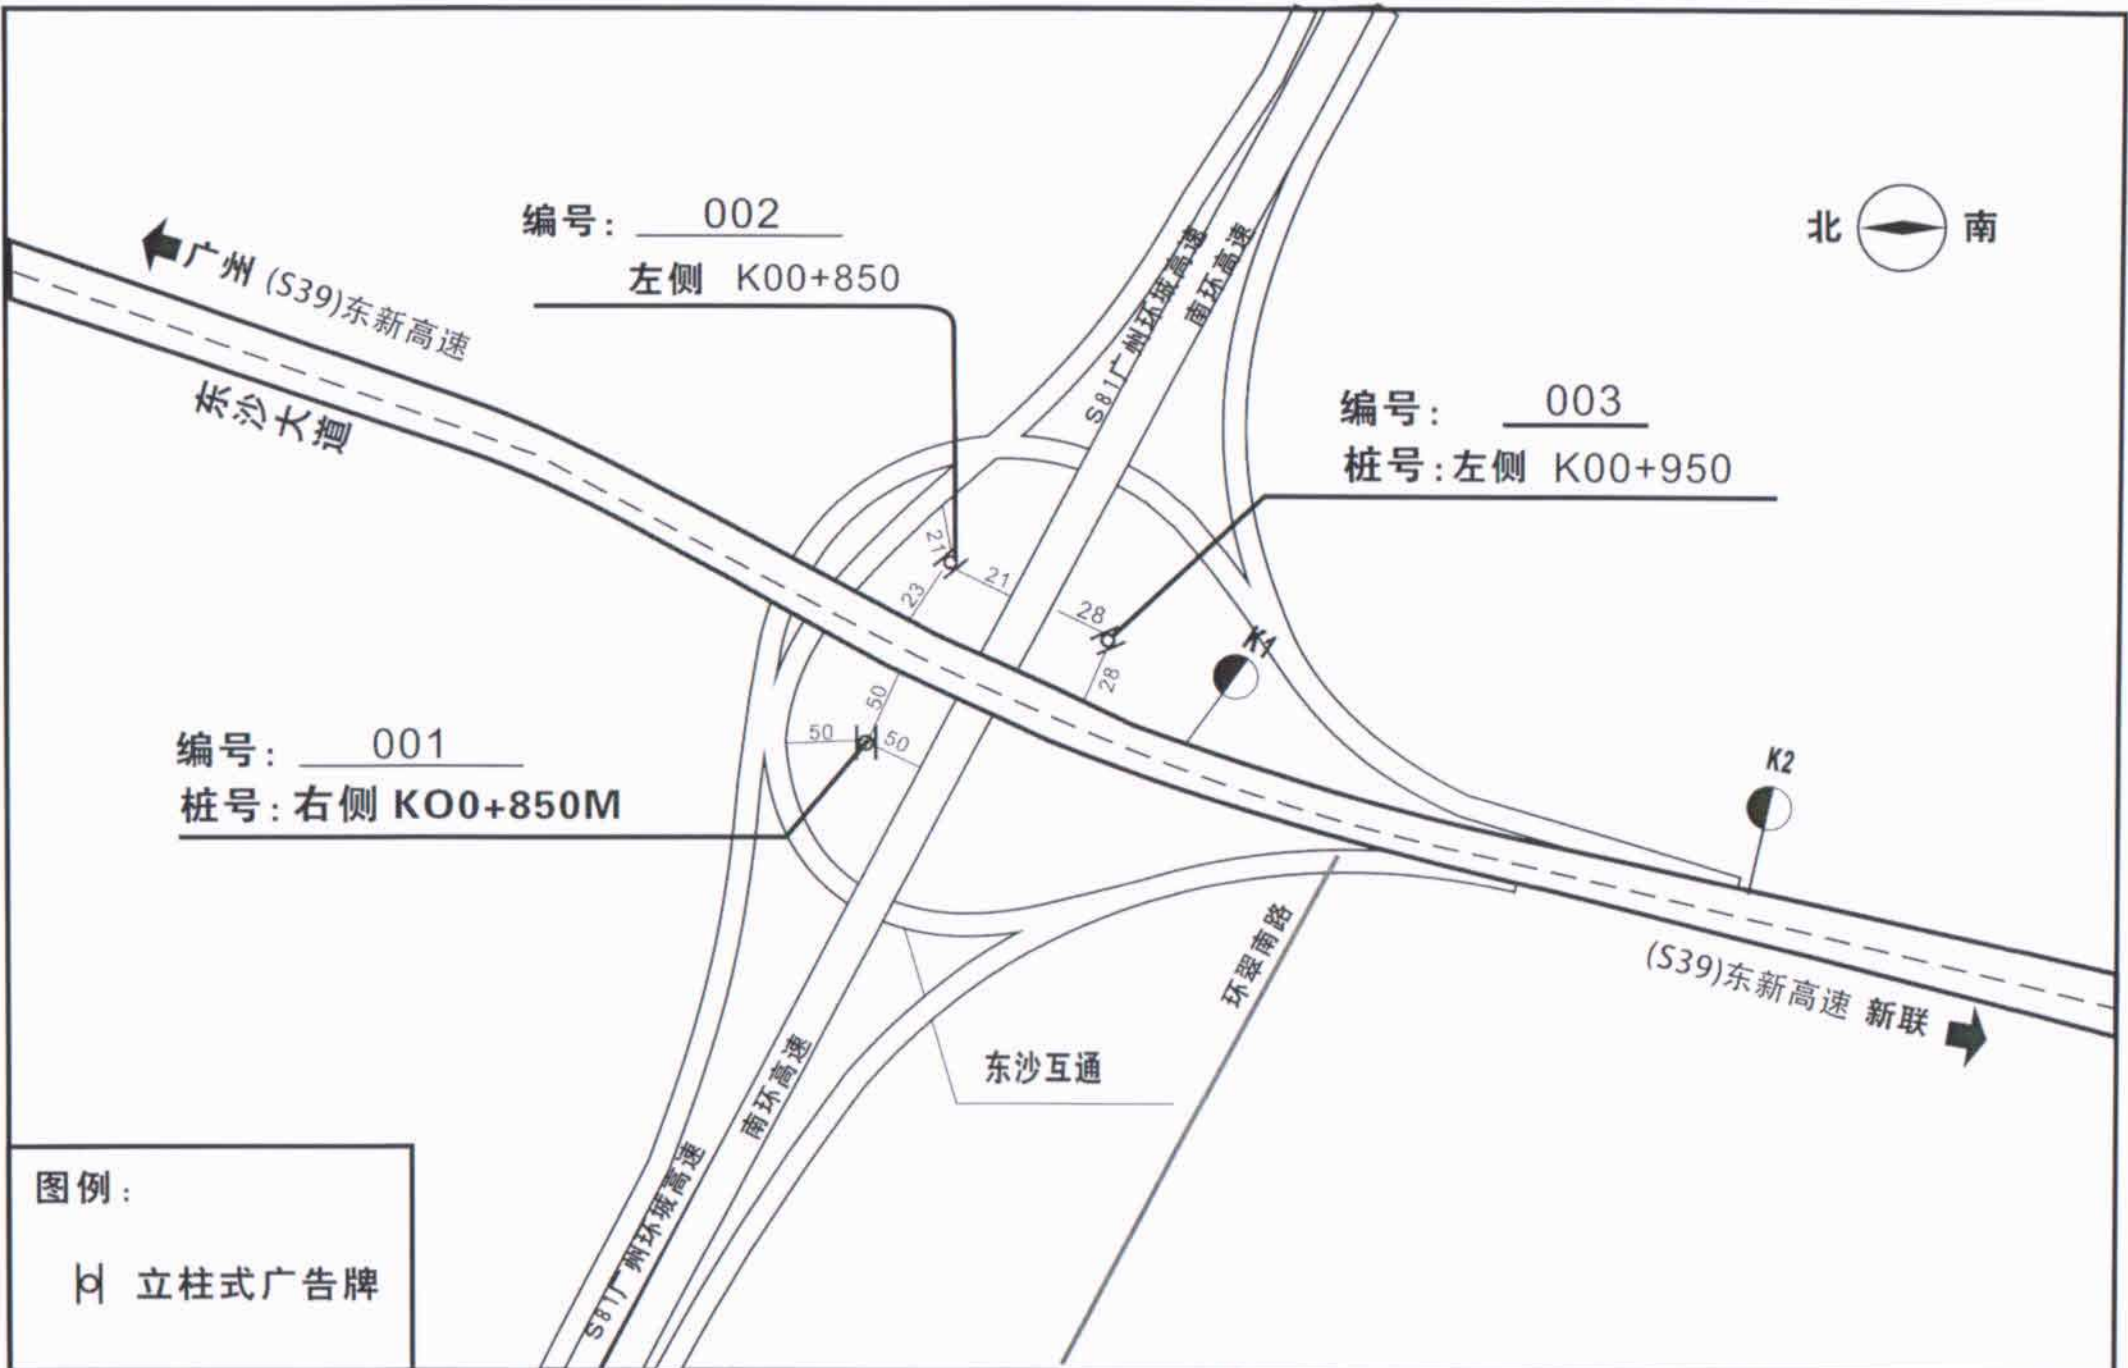 编号： 002
左侧 K00+850
北 南
广州 (S39)东新高速
东沙大道
S81广州环城高速
南环高速
编号： 003
桩号：左侧 K00+950
21
21
23
28
28
K1
50
50
50
编号： 001
桩号：右侧 KO0+850M
K2
环翠南路
(S39)东新高速 新联
东沙互通
南环高速
S81广州环城高速
图例：
立柱式广告牌